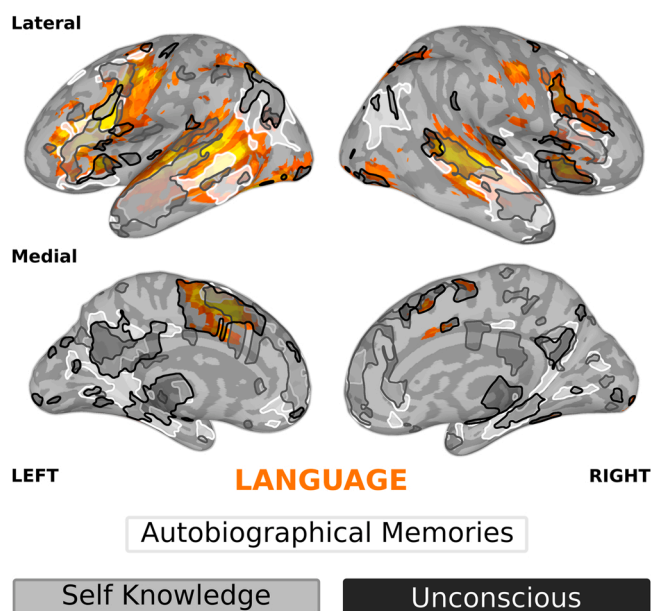 Lateral
Medial
LEFT
LANGUAGE
RIGHT
Autobiographical Memories
Self Knowledge
Unconscious